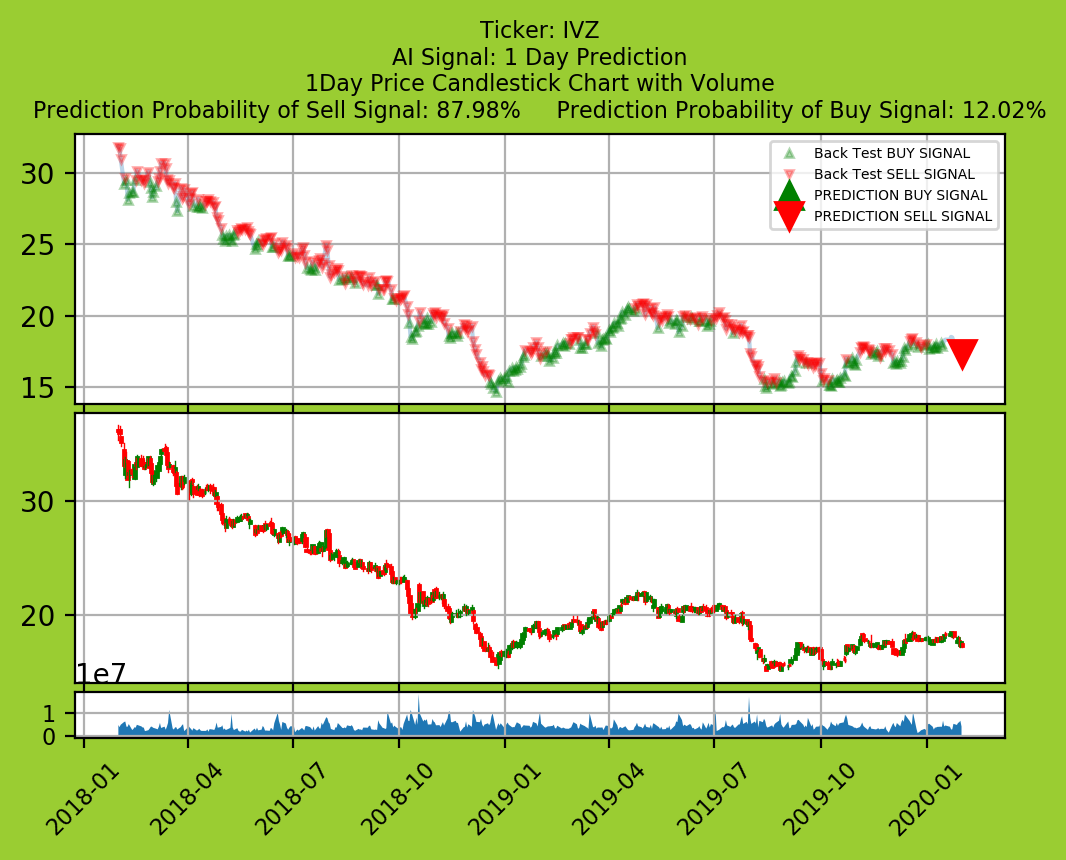 Ticker: IVZ
AI Signal: 1 Day Prediction
1Day Price Candlestick Chart with Volume
Prediction Probability of Sell Signal: 87.98% Prediction Probability of Buy Signal: 12.02%
Back Test BUY SIGNAL
Back Test SELL SIGNAL
PREDICTION BUY SIGNAL
PREDICTION SELL SIGNAL
30
25
20
15
30
20
1e7
1
0
2018-01
2018-04
2018-07
2018-10
2019-01
2019-04
2019-07
2019-10
2020-01